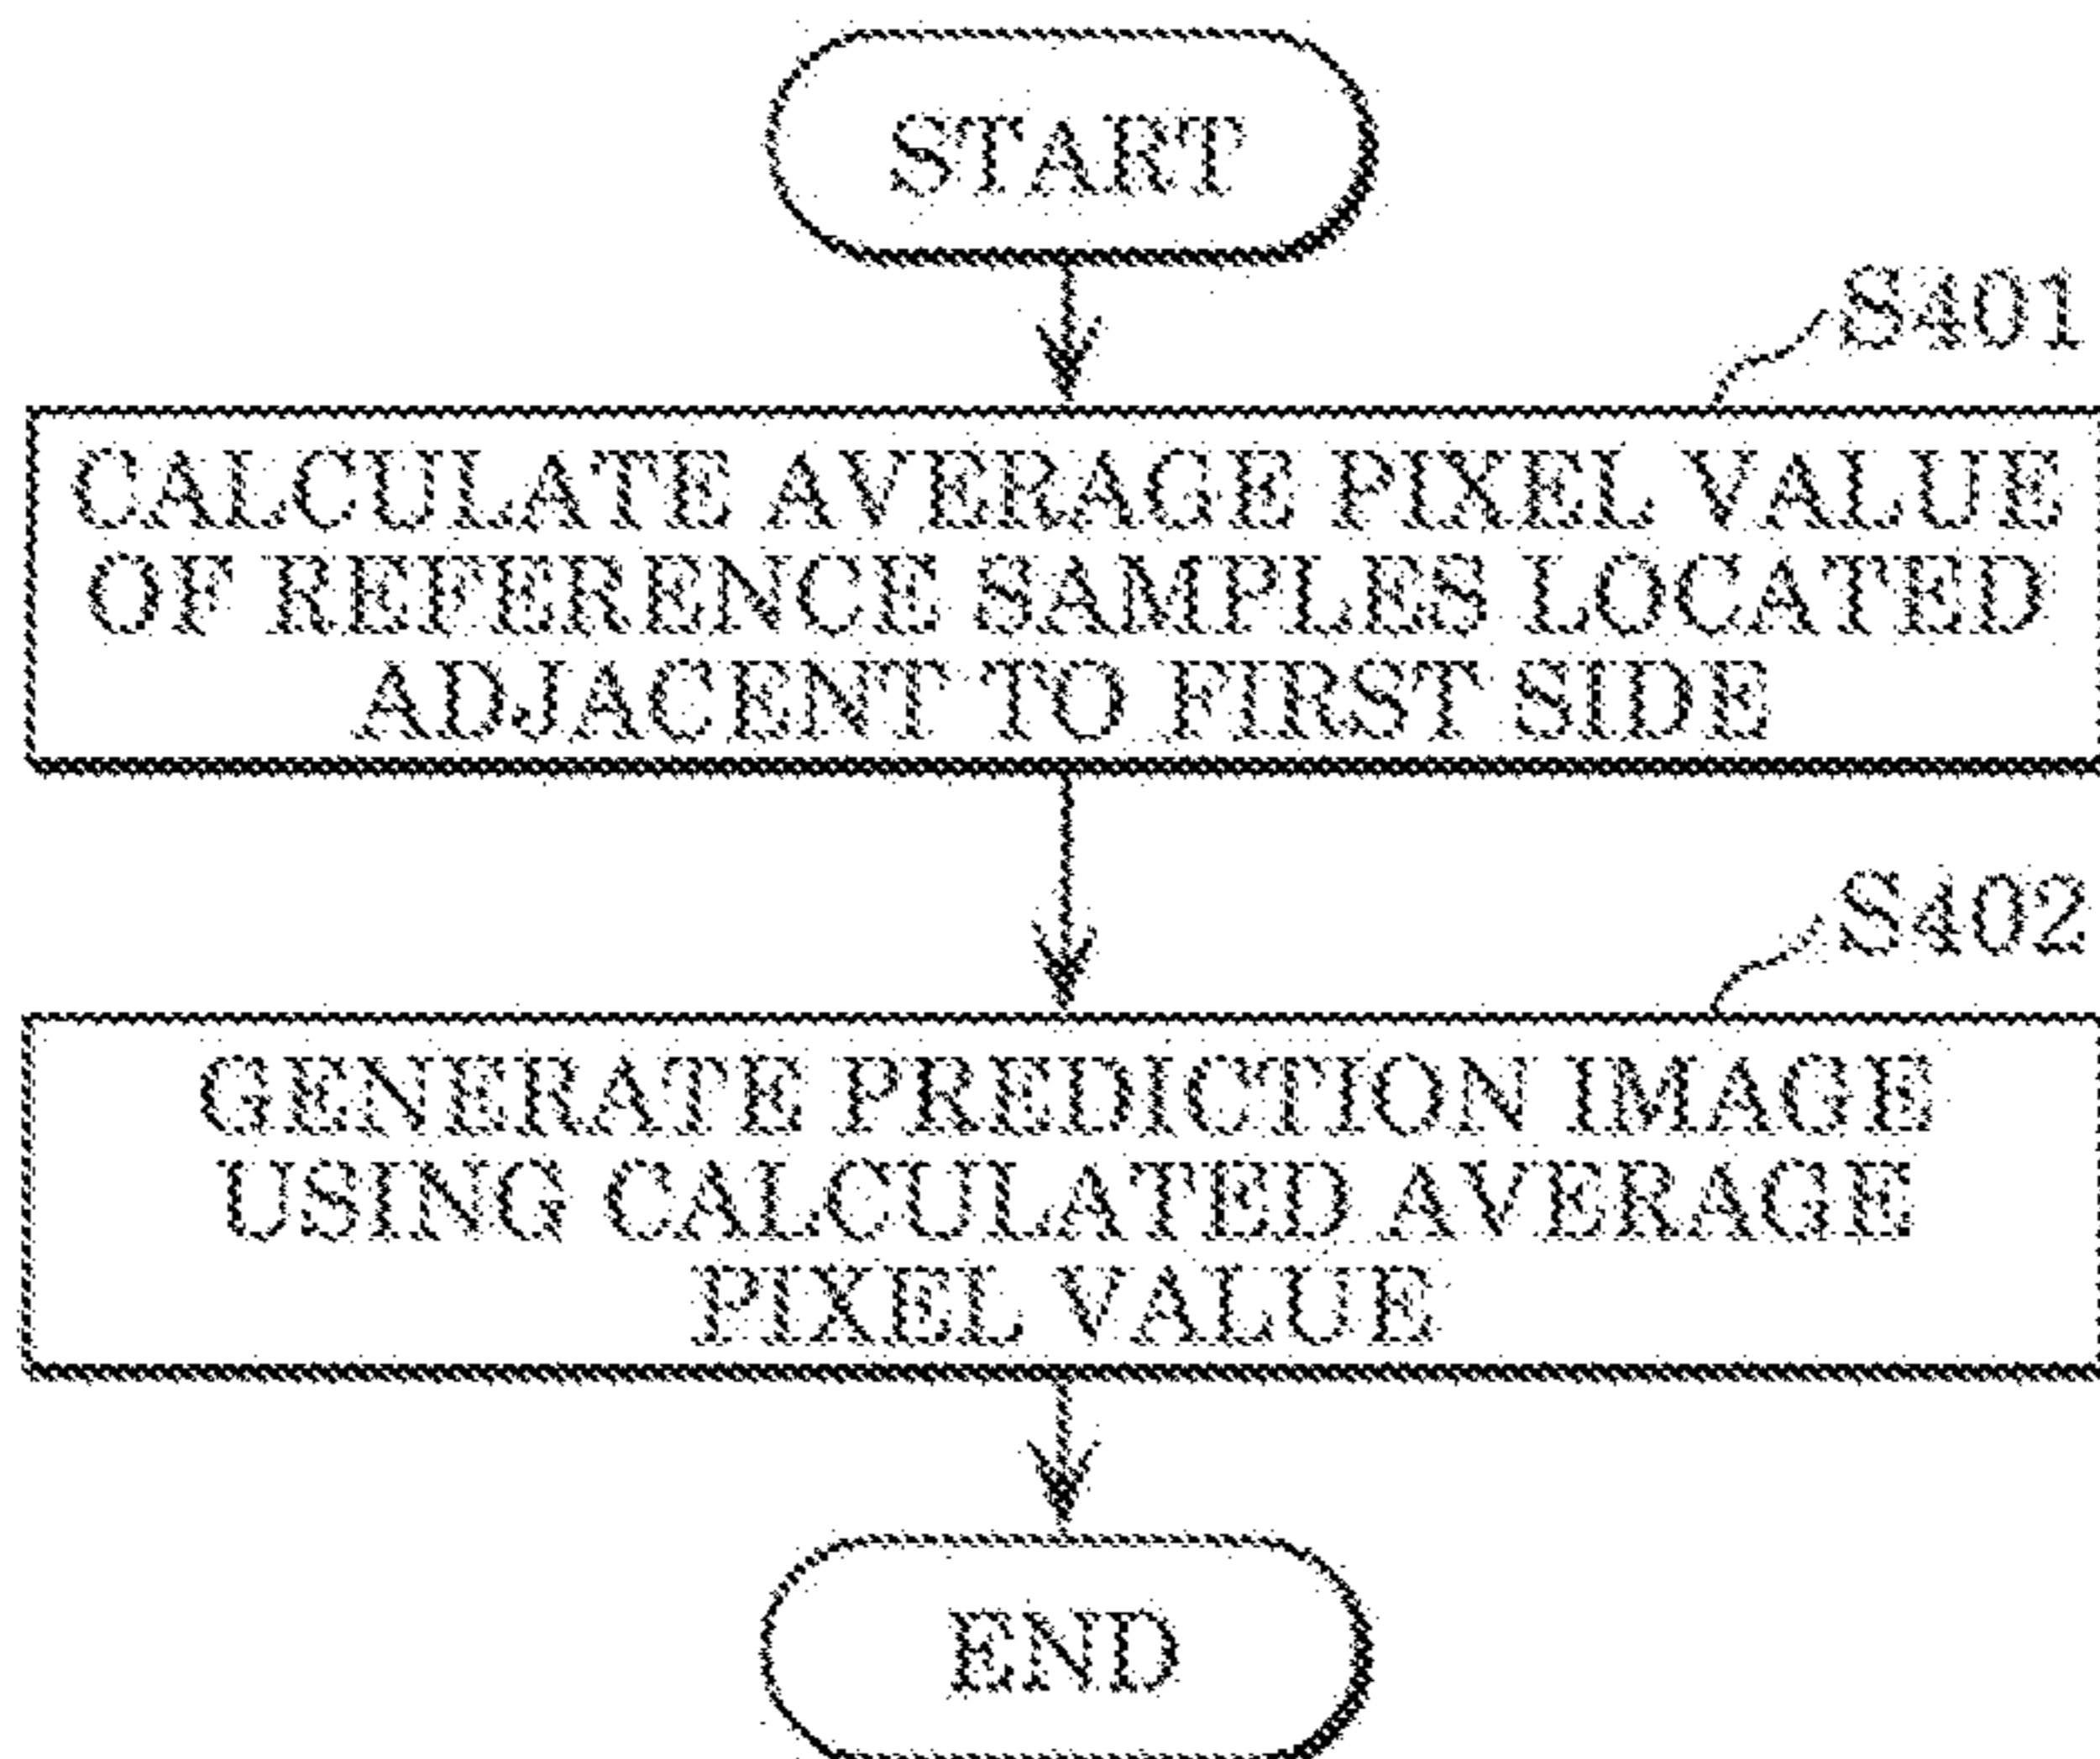 START
S401
CALCULATE AVERAGE PIXEL VALUE
OF REFERENCE SAMPLES LOCATED
ADJACENT TO FIRST SIDE
S402
GENERATE PREDICTION IMAGE
USING CALCULATED AVERAGE
PIXEL VALUE
END